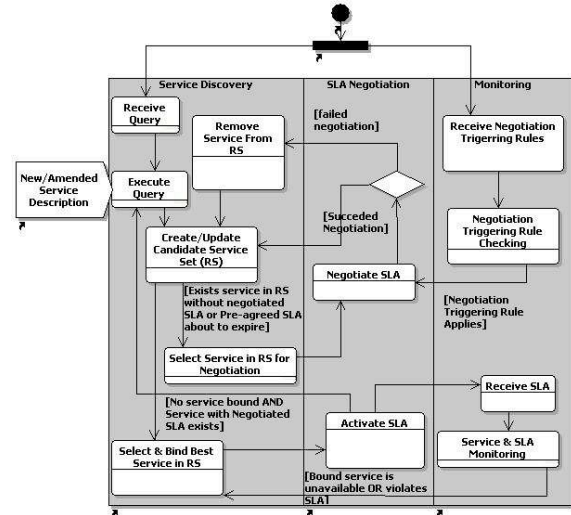 Service Discovery
SLA Negotiation
Monitoring
Receive
Query
Remove
Service From
RS
[failed
negotiation]
Receive Negotiation
Trigerring Rules
New/Amended
Service
Description
Execute
Query
[Succeded
Negotiation]
Negotiation
Triggering Rule
Checking
Create/Update
Candidate Service
Set (RS)
Negotiate SLA
[Exists service in RS
without negotiated
SLA or Pre-agreed SLA
about to expire]
[Negotiation
Triggering Rule
Applies]
Select Service in RS for
Negotiation
Receive SLA
[No service bound AND
Service with Negotiated
SLA exists]
Activate SLA
Select & Bind Best
Service in RS
Service & SLA
Monitoring
[Bound service is
unavailable OR violates
SLA]